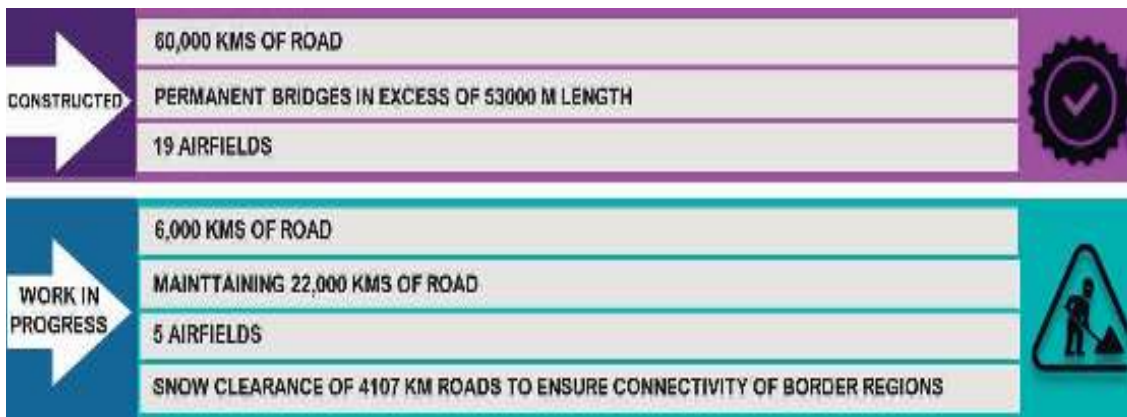 CONSTRUCTED
60,000 KMS OF ROAD
PERMANENT BRIDGES IN EXCESS OF 53000 M LENGTH
19 AIRFIELDS
WORK IN
PROGRESS
6,000 KMS OF ROAD
MAINTTAINING 22,000 KMS OF ROAD
5 AIRFIELDS
SNOW CLEARANCE OF 4107 KM ROADS TO ENSURE CONNECTIVITY OF BORDER REGIONS